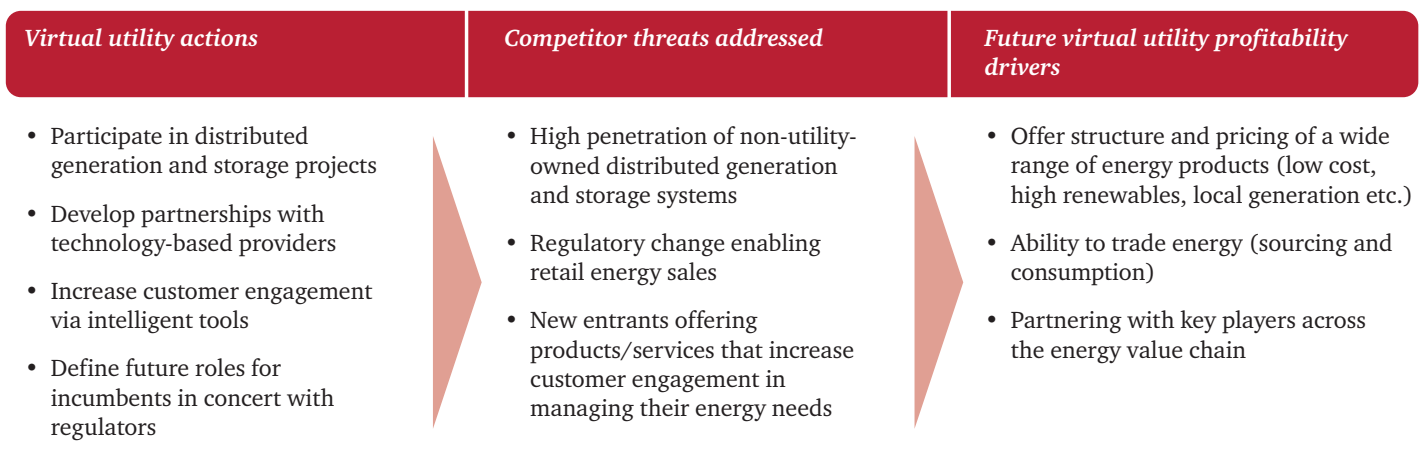 Virtual utility actions
• Participate in distributed
generation and storage projects
• Develop partnerships with
technology-based providers
• Increase customer engagement
via intelligent tools
• Define future roles for
incumbents in concert with
regulators
Competitor threats addressed
• High penetration of non-utility-
owned distributed generation
and storage systems
• Regulatory change enabling
retail energy sales
• New entrants offering
products/services that increase
customer engagement in
managing their energy needs
Future virtual utility profitability
drivers
• Offer structure and pricing of a wide
range of energy products (low cost,
high renewables, local generation etc.)
• Ability to trade energy (sourcing and
consumption)
• Partnering with key players across
the energy value chain